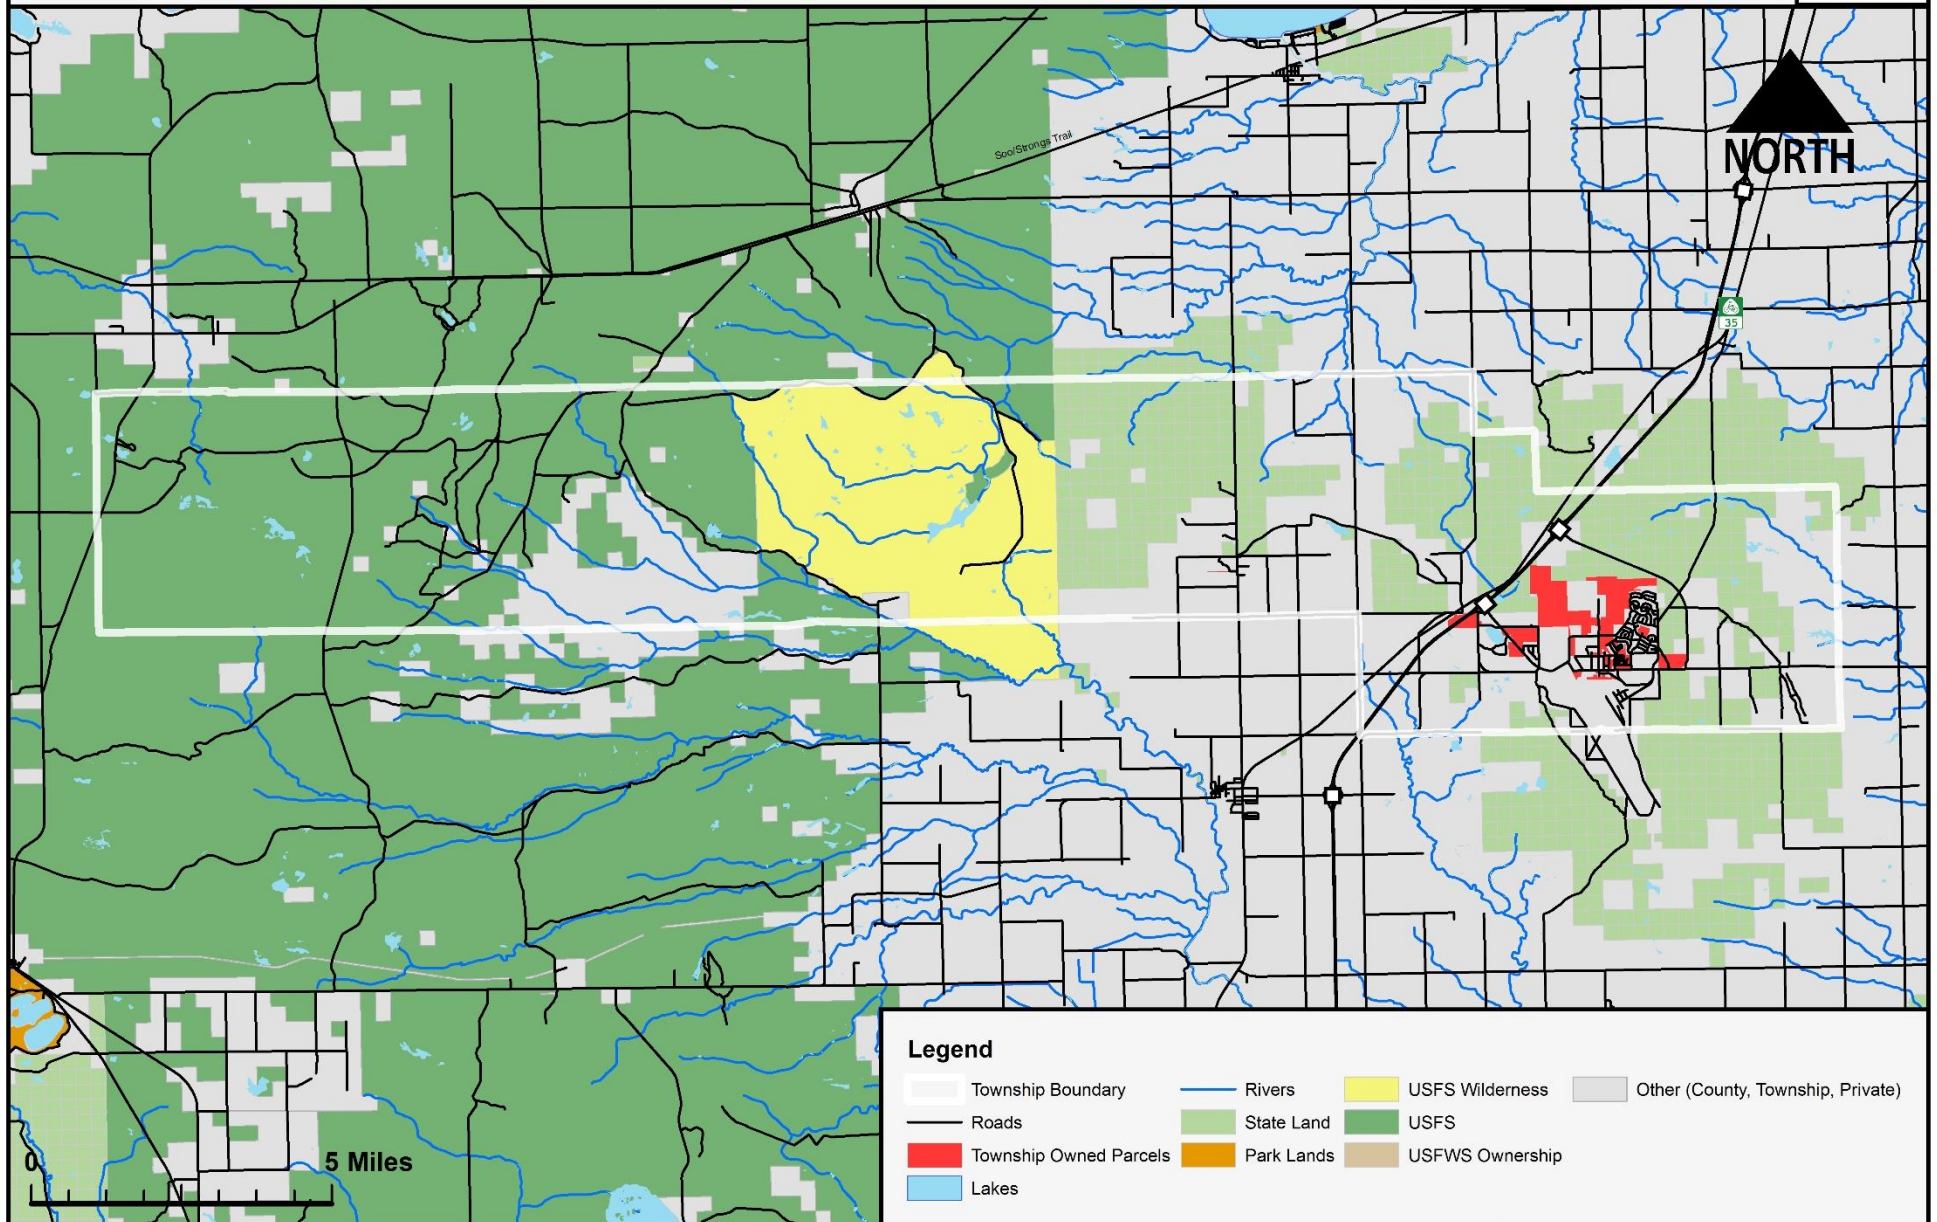 Soo/Strongs Trail
NORTH
35
Legend
Township Boundary
Rivers
USFS Wilderness
Other (County, Township, Private)
Roads
State Land
USFS
Township Owned Parcels
Park Lands
USFWS Ownership
Lakes
0
5 Miles